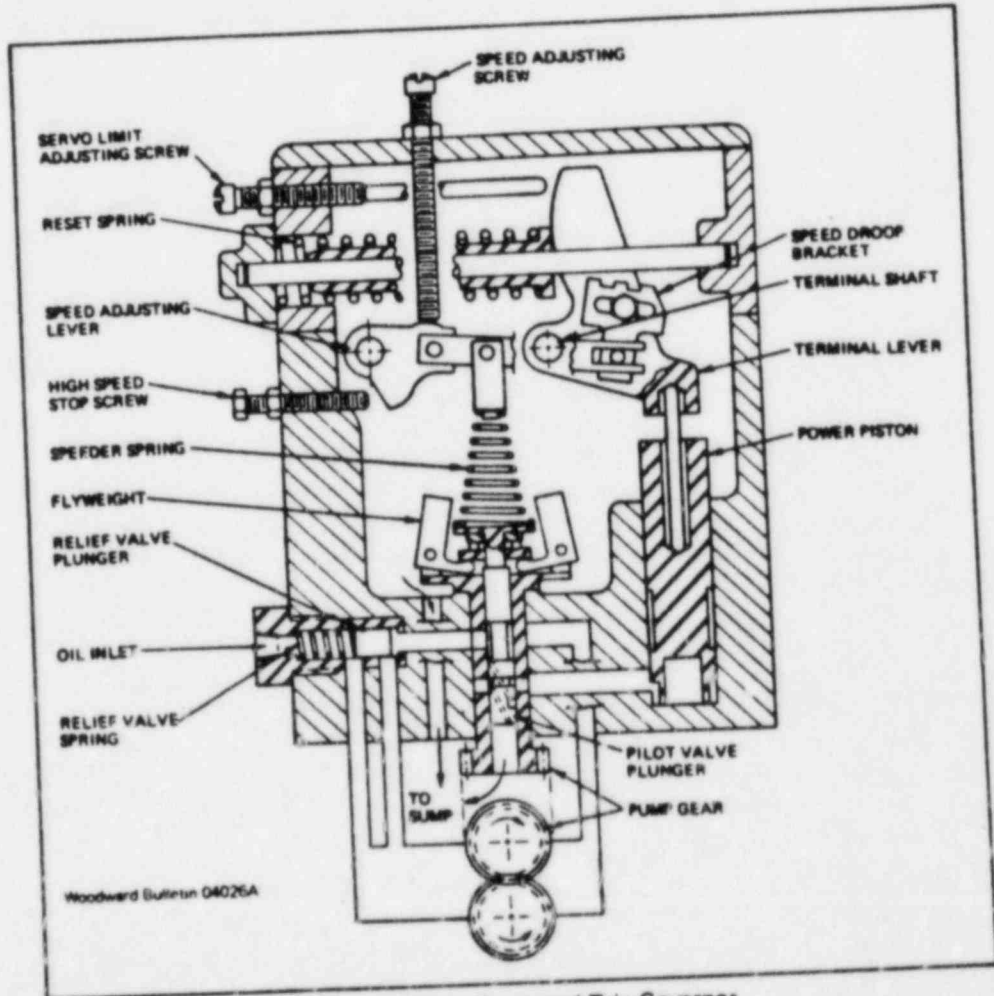 SPEED ADJUSTING
SCREW
SERVO LIMIT
ADJUSTING SCREW
RESET SPRING
SPEED DROOP
BRACKET
TERMINAL SHAFT
SPEED ADJUSTING
LEVER
TERMINAL LEVER
HIGH SPEED
STOP SCREW
POWER PISTON
SPEEDER SPRING
FLYWEIGHT
RELIEF VALVE
PLUNGER
OIL INLET
RELIEF VALVE
SPRING
PILOT VALVE
PLUNGER
TO
SUMP
PUMP GEAR
Woodward Bulletin 04026A
Governor